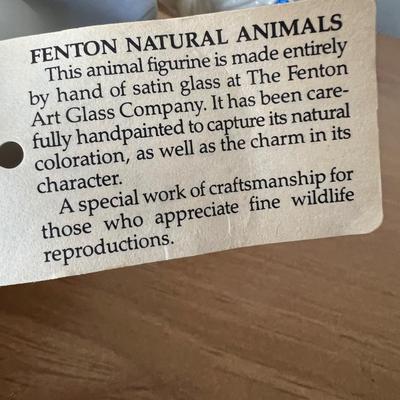 FENTON NATURAL ANIMALS
This animal figurine is made entirely
by hand of satin glass at The Fenton
Art Glass Company. It has been care-
fully handpainted to capture its natural
coloration, as well as the charm in its
character.
A special work of craftsmanship for
those who appreciate fine wildlife
reproductions.